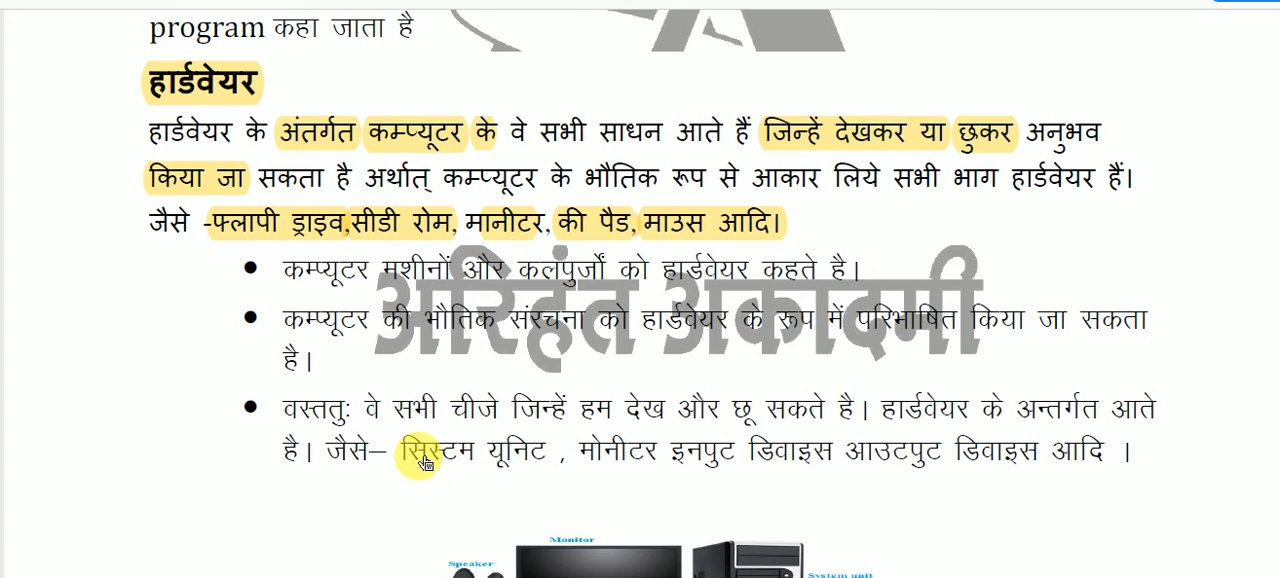 program कहा जाता है
हार्डवेयर
हार्डवेयर के अंतर्गत कम्प्यूटर के वे सभी साधन आते हैं जिन्हें देखकर या छुकर अनुभव
किया जा सकता है अर्थात् कम्प्यूटर के भौतिक रूप से आकार लिये सभी भाग हार्डवेयर हैं।
जैसे -फ्लापी ड्राइव,सीडी रोम, मानीटर, की पैड, माउस आदि।
• कम्प्यूटर मशीनों और कलंपुर्जो को हार्डवेयर कहते है।
अरिहंत अकादमी
• कम्प्यूटर की भौतिक संरचना को हार्डवेयर के रूप में परिभाषित किया जा सकता
है।
• वस्ततुः वे सभी चीजे जिन्हें हम देख और छू सकते है। हार्डवेयर के अन्तर्गत आते
है। जैसे– सिस्टम यूनिट , मोनीटर इनपुट डिवाइस आउटपुट डिवाइस आदि ।
Monitor
Speaker
System unit